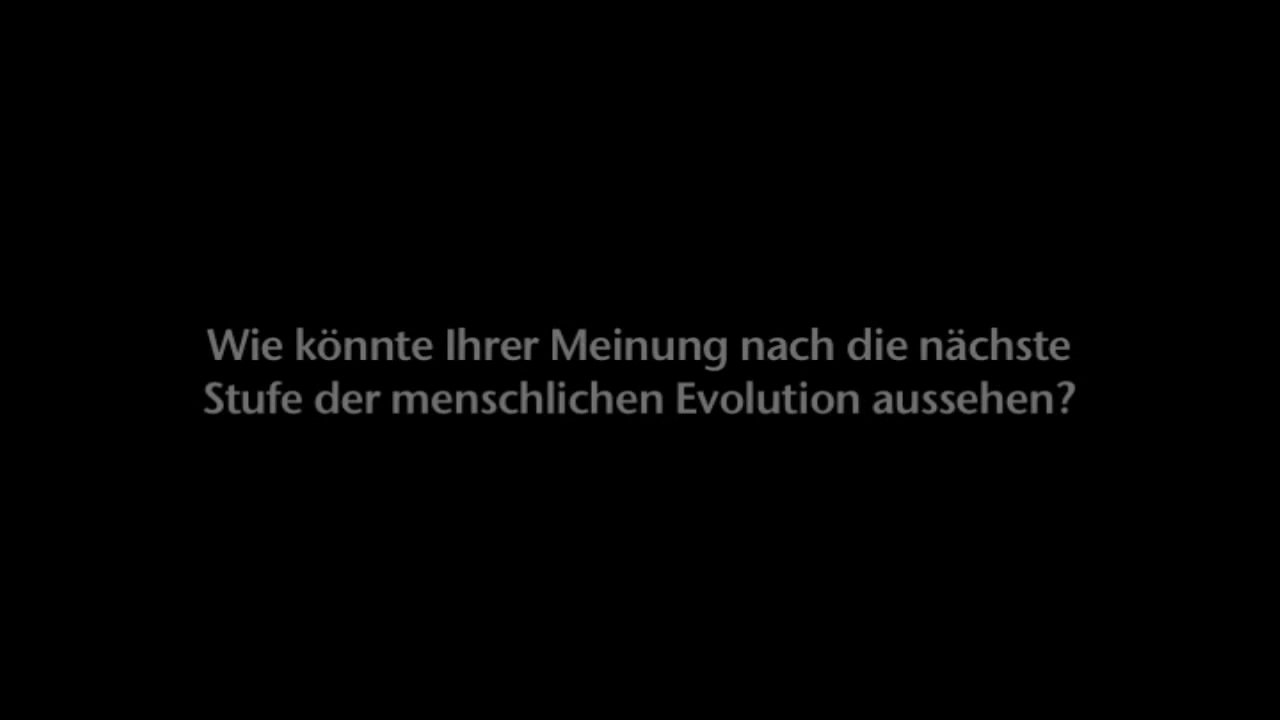 Wie könnte Ihrer Meinung nach die nächste
Stufe der menschlichen Evolution aussehen?